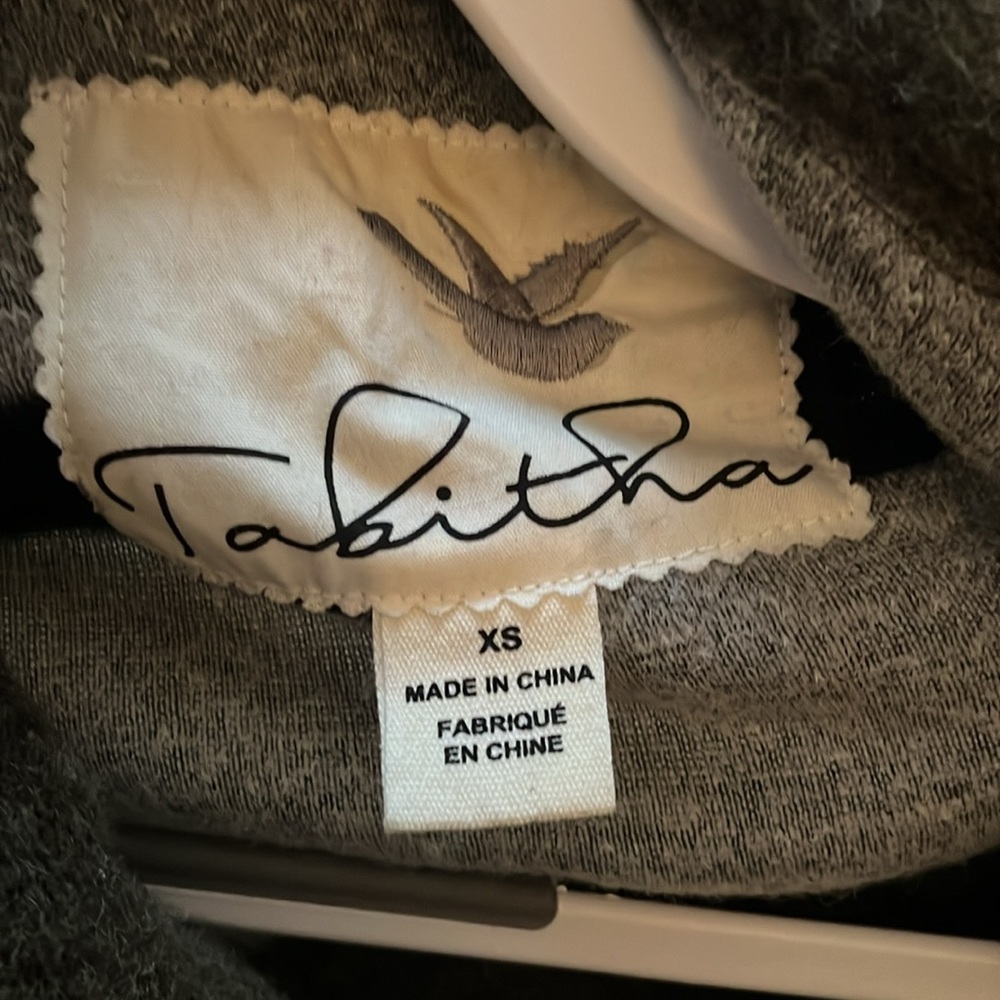 Tabitha
XS
MADE IN CHINA
FABRIQUÉ
EN CHINE